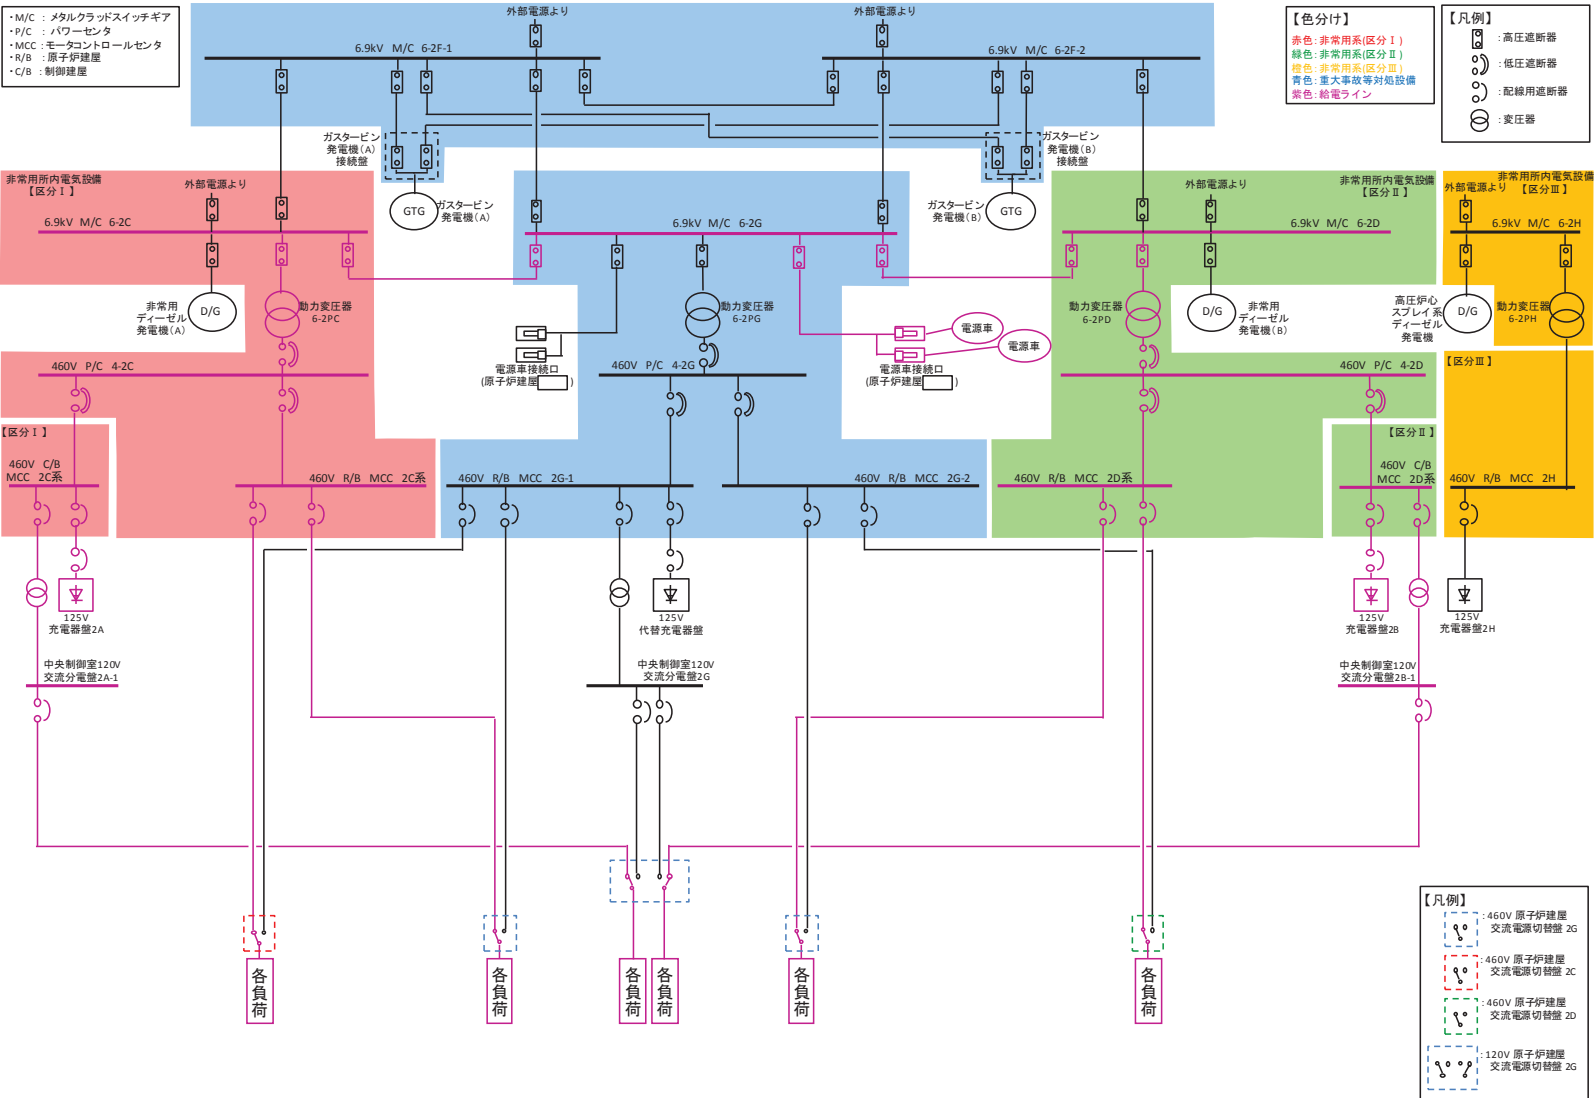 ・M/C ：メタルクラッドスイッチギア
・P/C ：パワーセンタ
・MCC：モータコントロールセンタ
・R/B ：原子炉建屋
・C/B ：制御建屋
外部電源より
外部電源より
6.9kV M/C 6-2F-1
6.9kV M/C 6-2F-2
【色分け】
赤色：非常用系(区分Ⅰ)
緑色：非常用系(区分Ⅱ)
橙色：非常用系(区分Ⅲ)
青色：重大事故等対処設備
紫色：給電ライン
【凡例】
：高圧遮断器
：低圧遮断器
：配線用遮断器
：変圧器
ガスタービン
発電機(A)
接続盤
ガスタービン
発電機(B)
接続盤
GTG
ガスタービン
発電機(A)
ガスタービン
発電機(B)
GTG
非常用所内電気設備
【区分Ⅰ】
外部電源より
6.9kV M/C 6-2C
6.9kV M/C 6-2G
非常用所内電気設備
【区分Ⅱ】
外部電源より
6.9kV M/C 6-2D
非常用所内電気設備
【区分Ⅲ】
外部電源より
6.9kV M/C 6-2H
非常用
ディーゼル
発電機(A)
D/G
動力変圧器
6-2PC
動力変圧器
6-2PG
動力変圧器
6-2PD
D/G
非常用
ディーゼル
発電機(B)
高圧炉心
スプレイ系
ディーゼル
発電機
D/G
動力変圧器
6-2PH
電源車接続口
(原子炉建屋 )
電源車
電源車
電源車接続口
(原子炉建屋 )
460V P/C 4-2C
460V P/C 4-2G
460V P/C 4-2D
【区分Ⅲ】
【区分Ⅰ】
【区分Ⅱ】
460V C/B
MCC 2C系
460V R/B MCC 2C系
460V R/B MCC 2G-1
460V R/B MCC 2G-2
460V R/B MCC 2D系
460V C/B
MCC 2D系
460V R/B MCC 2H
125V
充電器盤2A
125V
代替充電器盤
125V
充電器盤2B
125V
充電器盤2H
中央制御室120V
交流分電盤2A-1
中央制御室120V
交流分電盤2G
中央制御室120V
交流分電盤2B-1
各負荷
各負荷
各負荷
各負荷
各負荷
各負荷
【凡例】
：460V 原子炉建屋
交流電源切替盤 2G
：460V 原子炉建屋
交流電源切替盤 2C
：460V 原子炉建屋
交流電源切替盤 2D
：120V 原子炉建屋
交流電源切替盤 2G